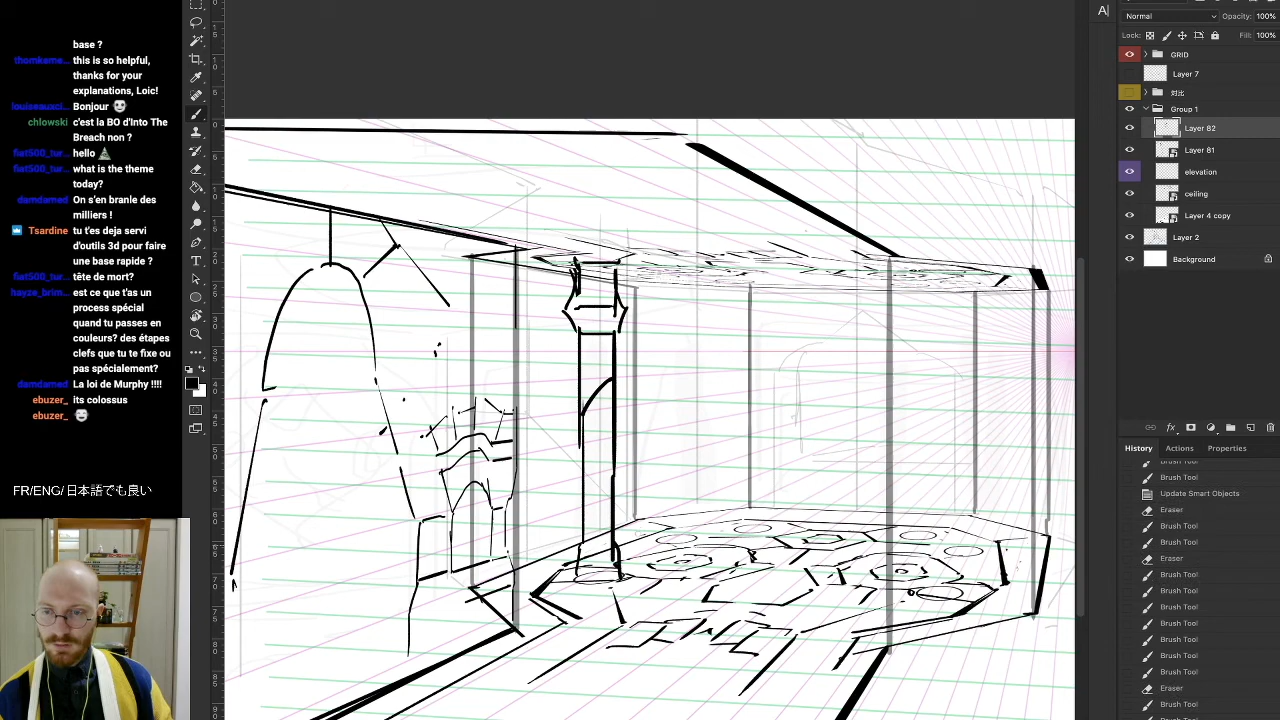 base ?
thomkeme... this is so helpful,
thanks for your
explanations, Loic!
Bonjour
chlowski c'est la BO d'Into The
Breach non ?
fiat500_tur... hello
fiat500_tur... what is the theme
today?
damdamed On s'en branle des
milliers !
Tsardine tu t'es deja servi
d'outils 3d pour faire
une base rapide ?
fiat500_tur... tête de mort?
hayze_brim... est ce que t'as un
process spécial
quand tu passes en
couleurs? des étapes
clefs que tu te fixe ou
pas spécialement?
damdamed La loi de Murphy !!!!
ebuzer_ its colossus
ebuzer_
FR/ENG/日本語でも良い
A
Normal Opacity: 100%
Lock: Fill: 100%
GRID
Layer 7
对比
Group 1
Layer 82
Layer 81
elevation
ceiling
Layer 4 copy
Layer 2
Background
History Actions Properties
Brush Tool
Brush Tool
Update Smart Objects
Eraser
Brush Tool
Brush Tool
Eraser
Brush Tool
Brush Tool
Brush Tool
Brush Tool
Brush Tool
Brush Tool
Brush Tool
Eraser
Brush Tool